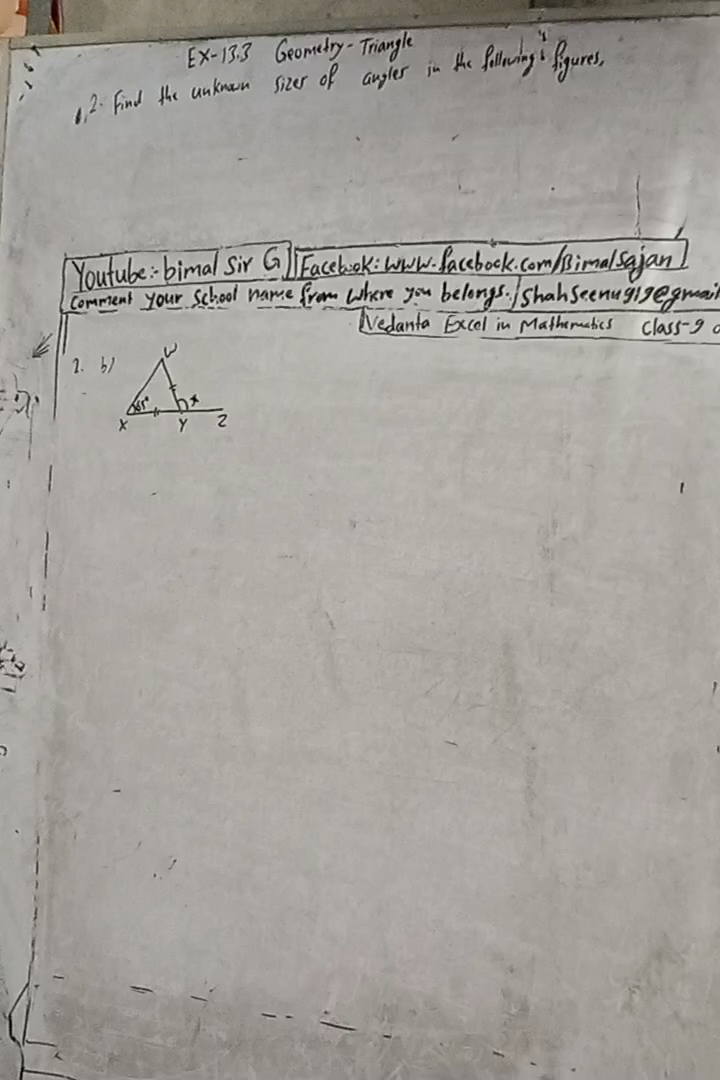 EX-13.3 Geometry-Triangle
2. Find the unknown sizes of angles in the following figures.
Youtube:- bimal Sir G
Facebook: www.facebook.com/Bimalsajan
Comment your School name from where you belongs./Shahseenu919@gmail
Vedanta Excel in Mathematics Class-9
2. b)
W
x
X Y Z